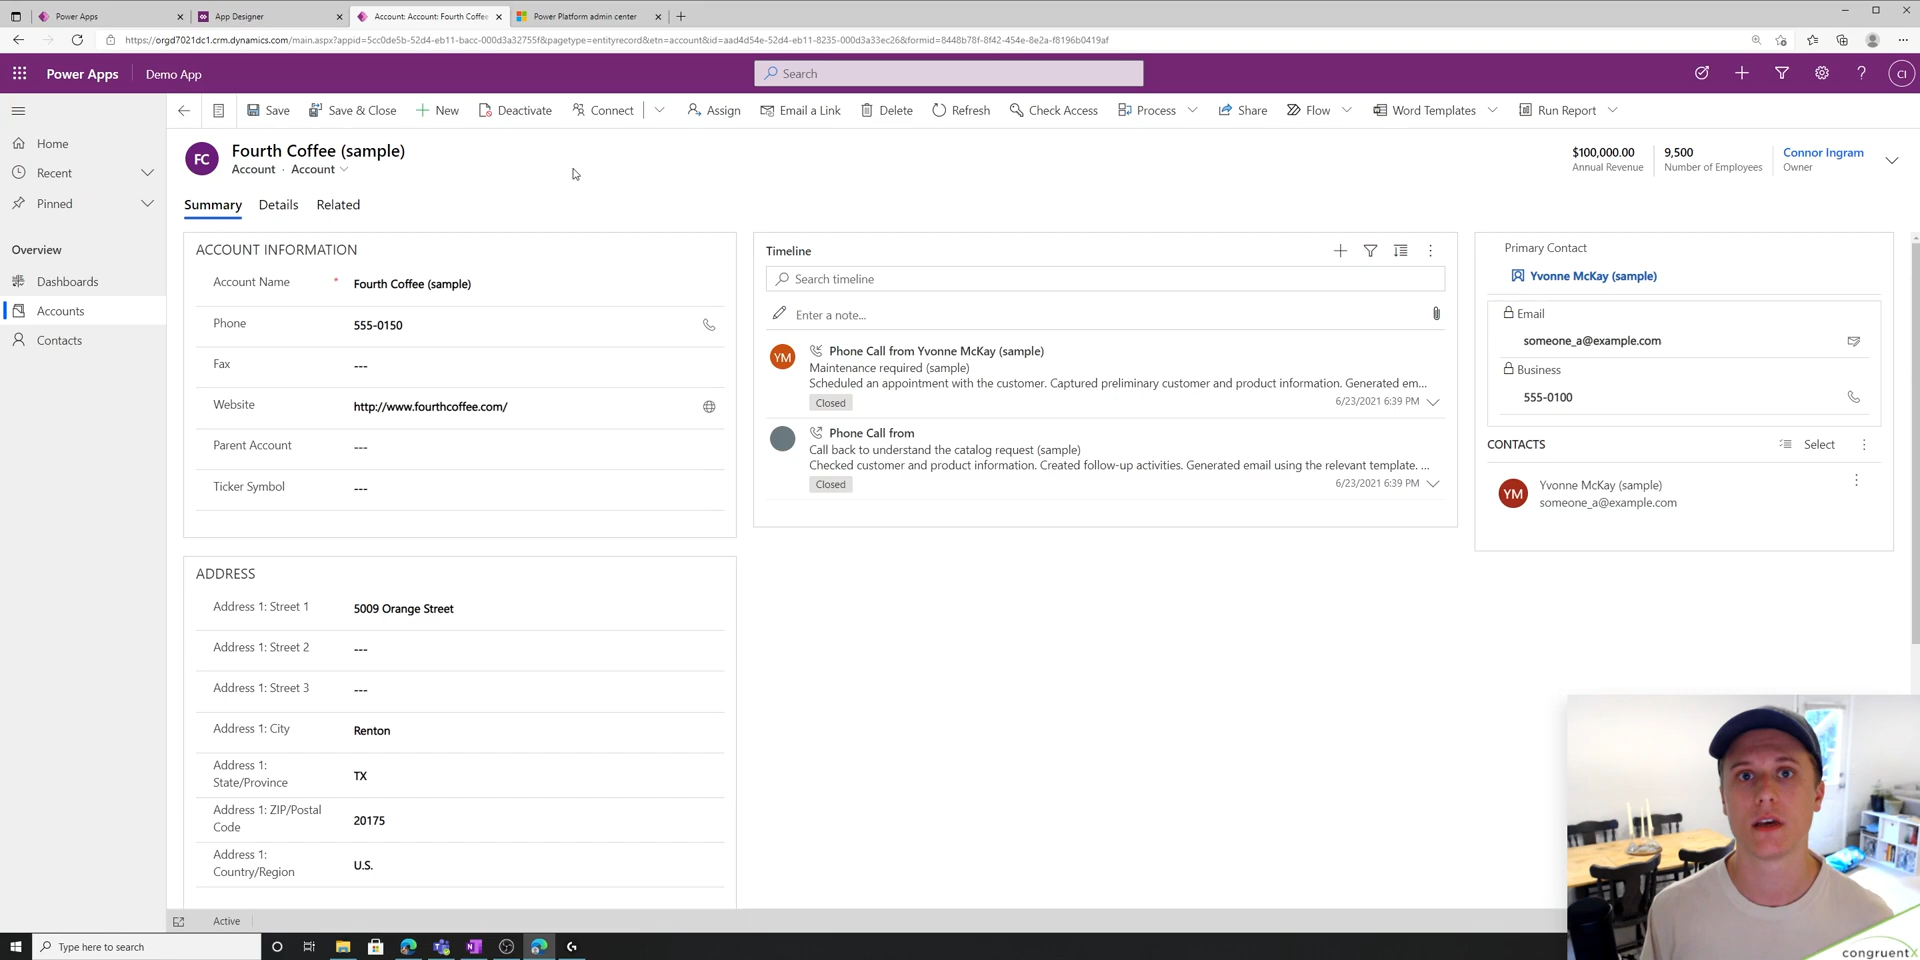 Power Apps
App Designer
Account: Account: Fourth Coffee
Power Platform admin center
https://orgd7021dc1.crm.dynamics.com/main.aspx?appid=5cc0de5b-52d4-eb11-bacc-000d3a32755f&pagetype=entityrecord&etn=account&id=aad4d54e-52d4-eb11-8235-000d3a33ec26&formid=8448b78f-8f42-454e-8e2a-f8196b0419af
Power Apps
Demo App
Search
CI
Save
Save & Close
New
Deactivate
Connect
Assign
Email a Link
Delete
Refresh
Check Access
Process
Share
Flow
Word Templates
Run Report
Home
Recent
Pinned
Overview
Dashboards
Accounts
Contacts
FC
Fourth Coffee (sample)
Account · Account
$100,000.00
Annual Revenue
9,500
Number of Employees
Connor Ingram
Owner
Summary
Details
Related
ACCOUNT INFORMATION
Account Name * Fourth Coffee (sample)
Phone 555-0150
Fax ---
Website http://www.fourthcoffee.com/
Parent Account ---
Ticker Symbol ---
ADDRESS
Address 1: Street 1 5009 Orange Street
Address 1: Street 2 ---
Address 1: Street 3 ---
Address 1: City Renton
Address 1:
State/Province TX
Address 1: ZIP/Postal
Code 20175
Address 1:
Country/Region U.S.
Timeline
Search timeline
Enter a note...
YM
Phone Call from Yvonne McKay (sample)
Maintenance required (sample)
Scheduled an appointment with the customer. Captured preliminary customer and product information. Generated em...
Closed
6/23/2021 6:39 PM
Phone Call from
Call back to understand the catalog request (sample)
Checked customer and product information. Created follow-up activities. Generated email using the relevant template. ...
Closed
6/23/2021 6:39 PM
Primary Contact
Yvonne McKay (sample)
Email
someone_a@example.com
Business
555-0100
CONTACTS
Select
YM
Yvonne McKay (sample)
someone_a@example.com
Active
Type here to search
congruentX